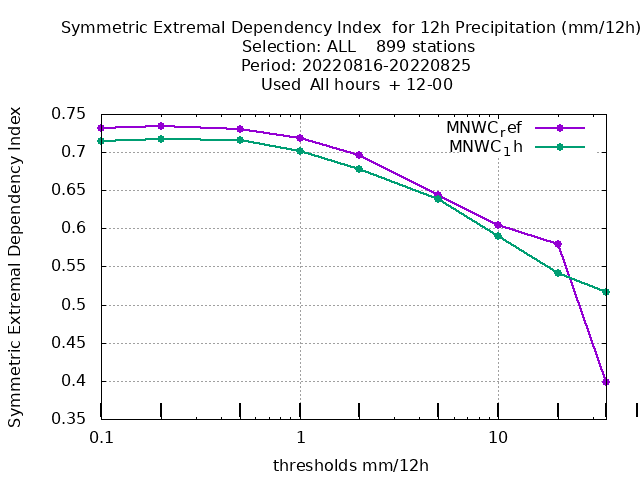 Symmetric Extremal Dependency Index  for 12h Precipitation (mm/12h)
Selection: ALL    899 stations
Period: 20220816-20220825
Used  All hours  + 12-00
Symmetric Extremal Dependency Index
0.75
0.7
0.65
0.6
0.55
0.5
0.45
0.4
0.35
MNWCref
MNWC1h
0.1
1
10
thresholds mm/12h